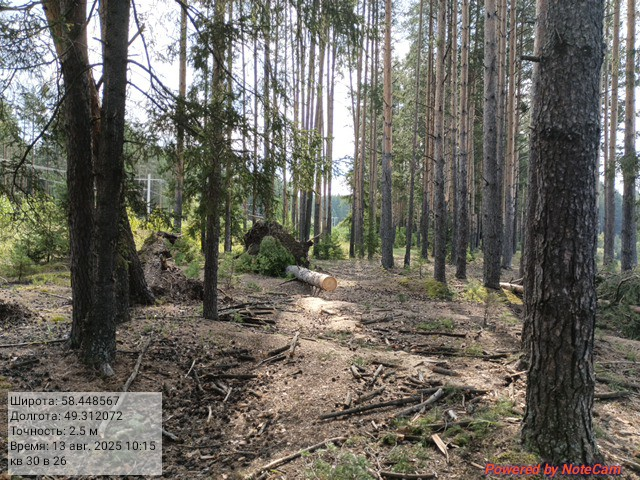 Широта: 58.448567
Долгота: 49.312072
Точность: 2.5 м
Время: 13 авг. 2025 10:15
кв 30 в 26
Powered by NoteCam